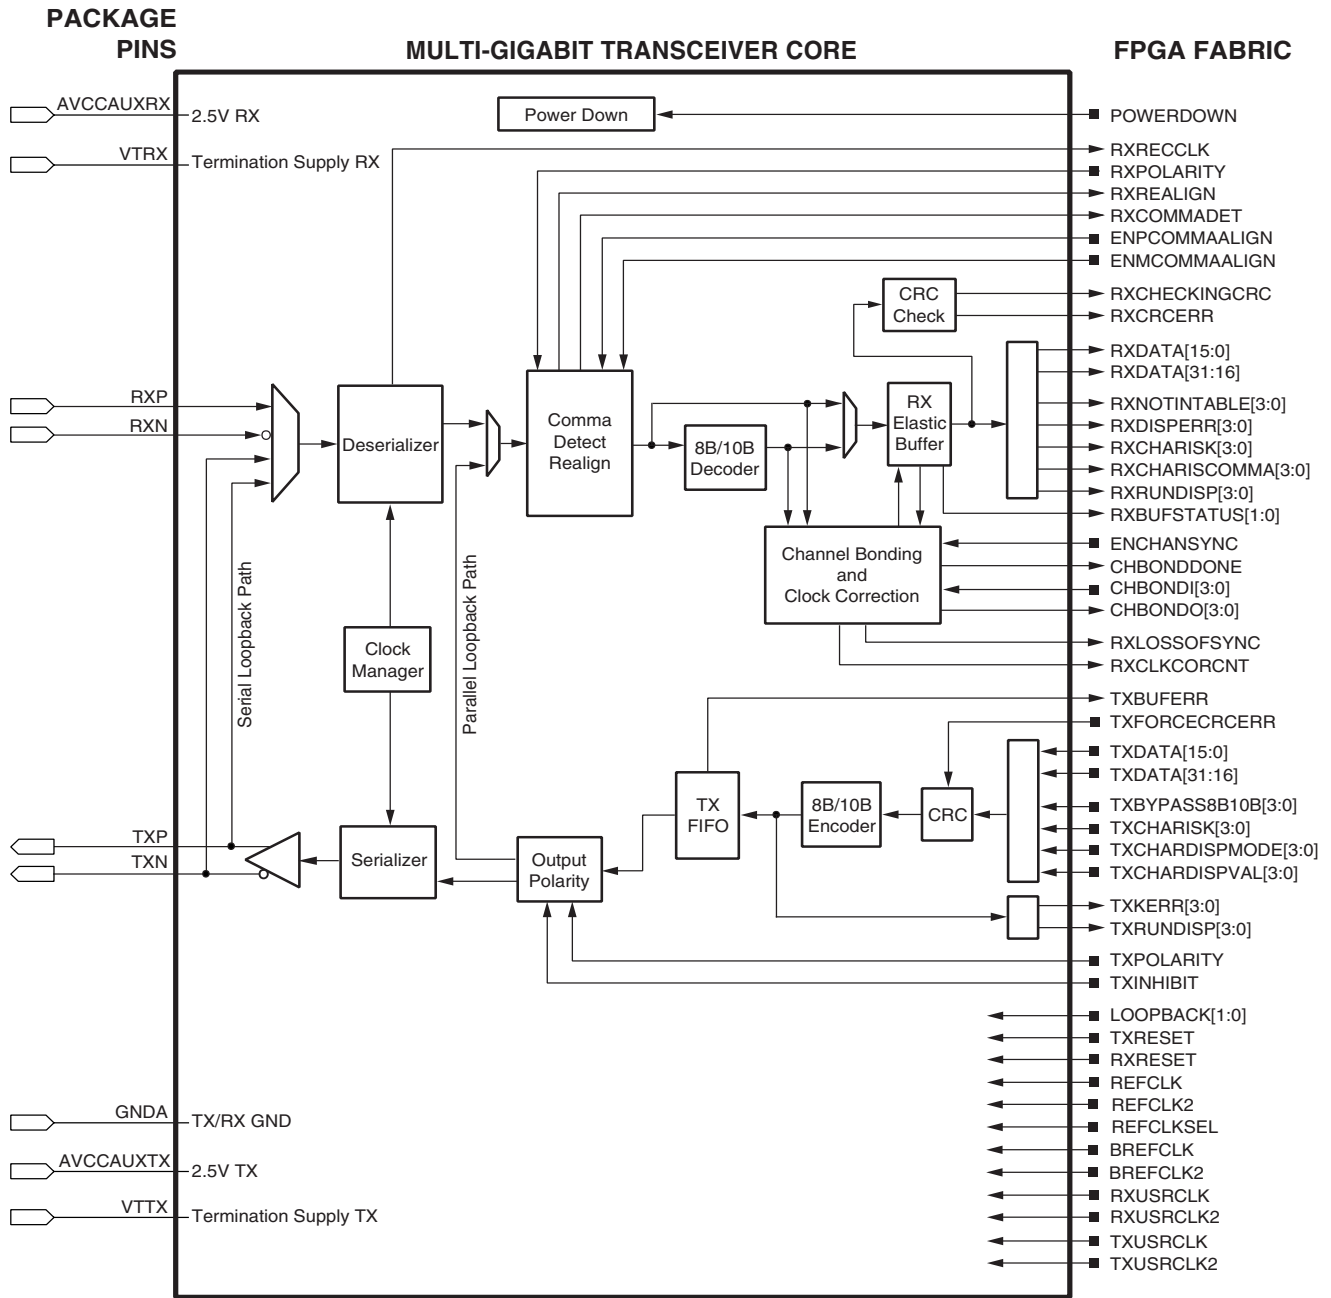 PACKAGE
PINS
MULTI-GIGABIT TRANSCEIVER CORE
FPGA FABRIC
AVCCAUXRX
2.5V RX
VTRX
Termination Supply RX
Power Down
POWERDOWN
RXRECCLK
RXPOLARITY
RXREALIGN
RXCOMMADET
ENPCOMMAALIGN
ENMCOMMAALIGN
CRC
Check
RXCHECKINGCRC
RXCRCERR
RXDATA[15:0]
RXDATA[31:16]
RXNOTINTABLE[3:0]
RXDISPERR[3:0]
RXCHARISK[3:0]
RXCHARISCOMMA[3:0]
RXRUNDISP[3:0]
RXBUFSTATUS[1:0]
RXP
RXN
Deserializer
Comma
Detect
Realign
8B/10B
Decoder
RX
Elastic
Buffer
Channel Bonding
and
Clock Correction
ENCHANSYNC
CHBONDDONE
CHBONDI[3:0]
CHBONDO[3:0]
RXLOSSOFSYNC
RXCLKCORCNT
Serial Loopback Path
Clock
Manager
Parallel Loopback Path
TXBUFERR
TXFORCECRCERR
TXDATA[15:0]
TXDATA[31:16]
TXBYPASS8B10B[3:0]
TXCHARISK[3:0]
TXCHARDISPMODE[3:0]
TXCHARDISPVAL[3:0]
TXKERR[3:0]
TXRUNDISP[3:0]
TXPOLARITY
TXINHIBIT
TX
FIFO
8B/10B
Encoder
CRC
TXP
TXN
Serializer
Output
Polarity
LOOPBACK[1:0]
TXRESET
RXRESET
REFCLK
REFCLK2
REFCLKSEL
BREFCLK
BREFCLK2
RXUSRCLK
RXUSRCLK2
TXUSRCLK
TXUSRCLK2
GNDA
TX/RX GND
AVCCAUXTX
2.5V TX
VTTX
Termination Supply TX